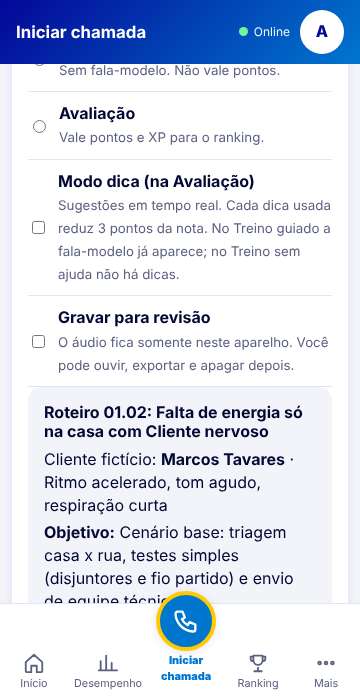 Iniciar chamada
Online
A
Sem fala-modelo. Não vale pontos.
Avaliação
Vale pontos e XP para o ranking.
Modo dica (na Avaliação)
Sugestões em tempo real. Cada dica usada
reduz 3 pontos da nota. No Treino guiado a
fala-modelo já aparece; no Treino sem
ajuda não há dicas.
Gravar para revisão
O áudio fica somente neste aparelho. Você
pode ouvir, exportar e apagar depois.
Roteiro 01.02: Falta de energia só
na casa com Cliente nervoso
Cliente fictício: Marcos Tavares ·
Ritmo acelerado, tom agudo,
respiração curta
Objetivo: Cenário base: triagem
casa x rua, testes simples
(disjuntores e fio partido) e envio
de equipe
Início
Desempenho
Iniciar
chamada
Ranking
Mais